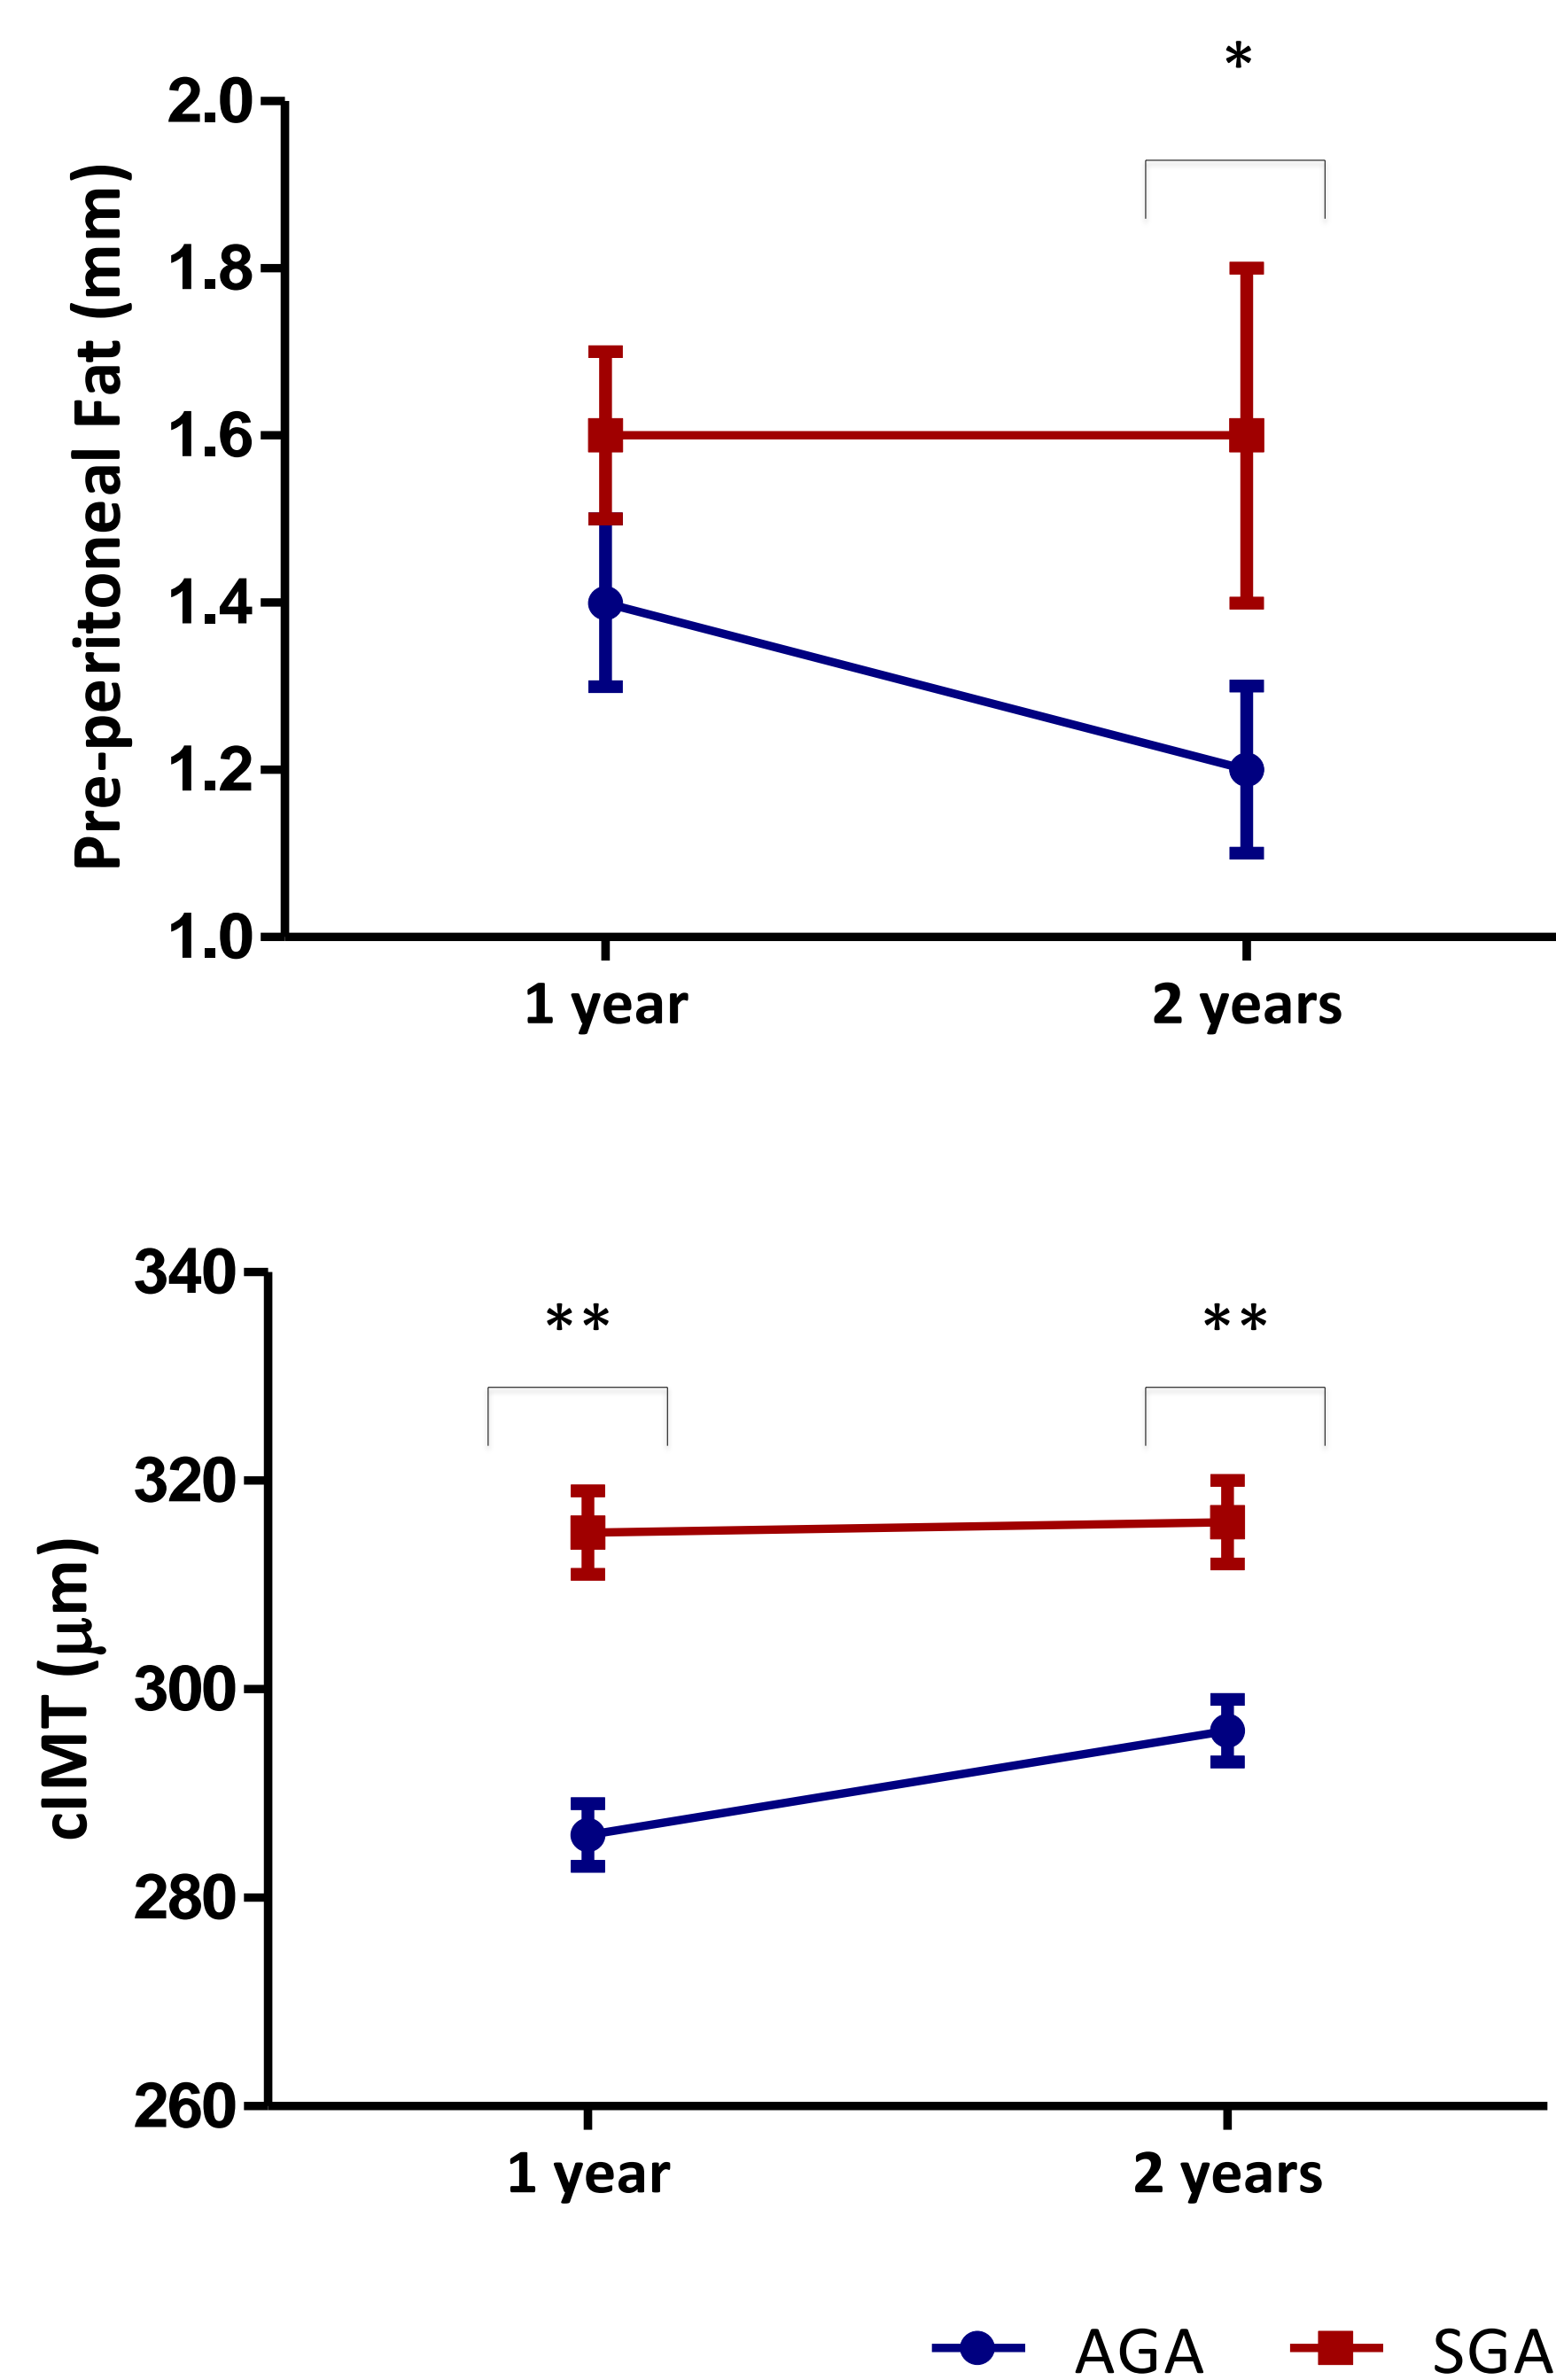 *
2.0
1.8
1.6
1.4
1.2
1.0
Pre-peritoneal Fat (mm)
1 year
2 years
340
320
300
280
260
** **
cIMT (μm)
1 year
2 years
AGA SGA